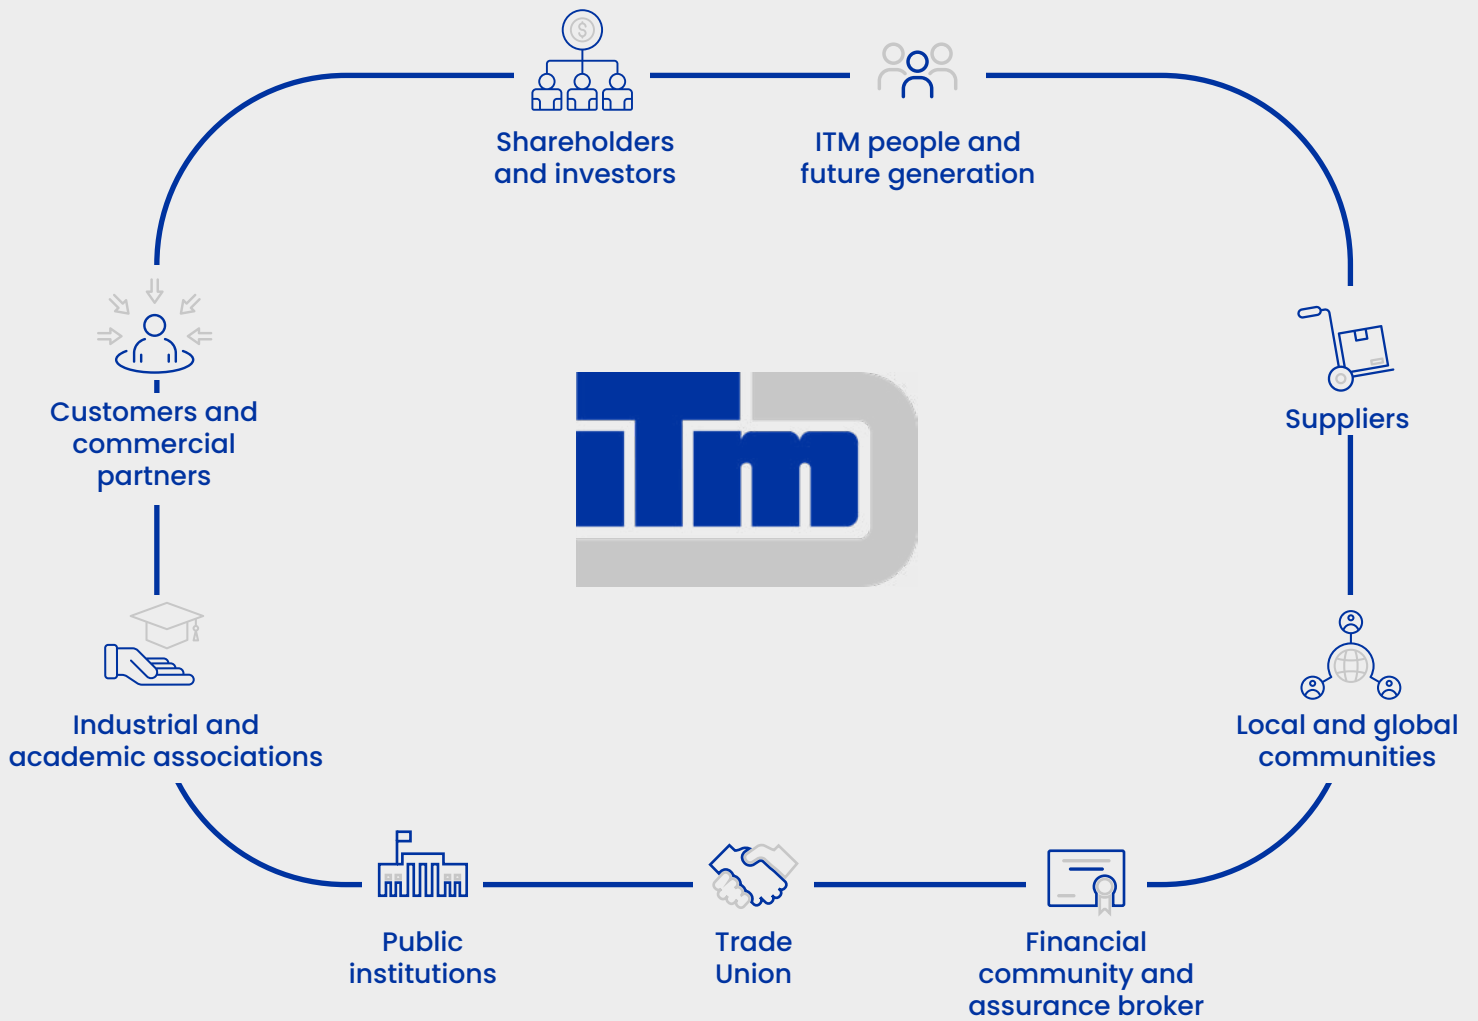 $
Shareholders
and investors
ITM people and
future generation
Customers and
commercial
partners
Suppliers
iTm
Industrial and
academic associations
Local and global
communities
Public
institutions
Trade
Union
Financial
community and
assurance broker